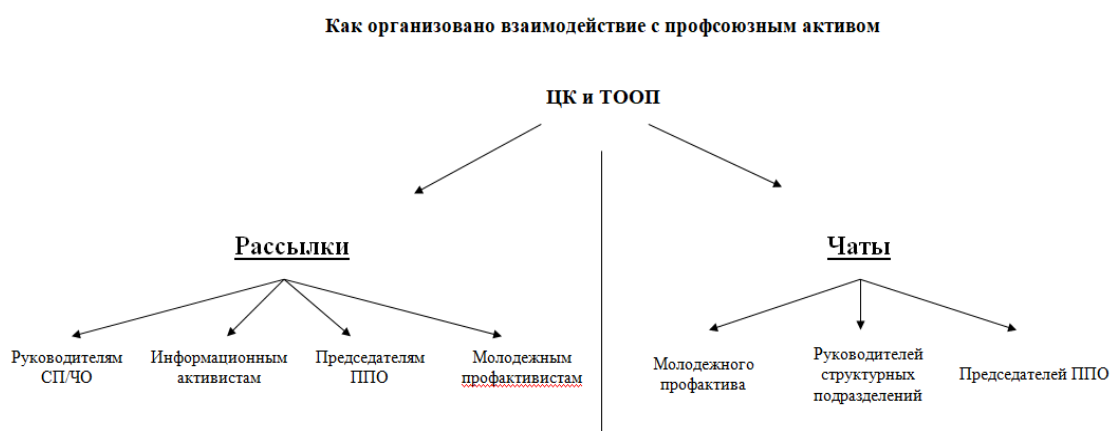 Как организовано взаимодействие с профсоюзным активом
ЦК и ТООП
Рассылки
Чаты
Руководителям
СП/ЧО
Информационным
активистам
Председателям
ППО
Молодежным
профактивистам
Молодежного
профактива
Руководителей
структурных
подразделений
Председателей ППО